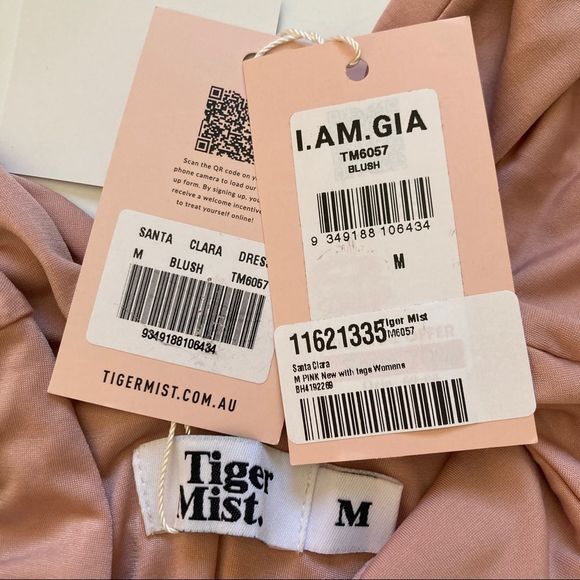 Scan the QR code on yo
phone camera to load our
up form. By signing up, you
receive a welcome incentive
to treat yourself online!
SANTA CLARA DRES
M BLUSH TM6057
9349188106434
TIGERMIST.COM.AU
I.AM.GIA
TM6057
BLUSH
9 349188 106434
M
11621335 Tiger Mist
TM6057
Santa Clara
M PINK New with tags Womens
BH4192269
Tiger
Mist.
M